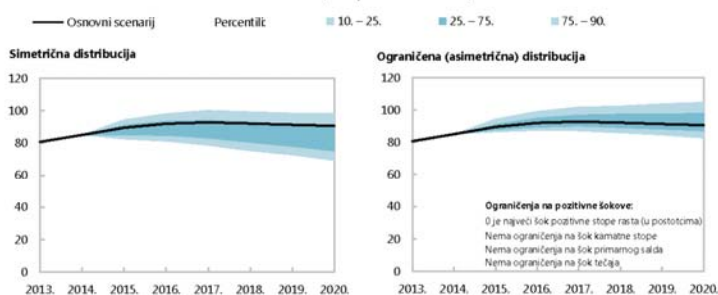 Osnovni scenarij Percentili: 10. – 25. 25. – 75. 75. – 90.
Simetrična distribucija
120
100
80
60
40
20
0
2013. 2014. 2015. 2016. 2017. 2018. 2019. 2020.
Ograničena (asimetrična) distribucija
120
100
80
60
40
20
0
Ograničenja na pozitivne šokove:
0 je najveći šok pozitivne stope rasta (u postotcima)
Nema ograničenja na šok kamatne stope
Nema ograničenja na šok primarnog salda
Nema ograničenja na šok tečaja
2013. 2014. 2015. 2016. 2017. 2018. 2019. 2020.